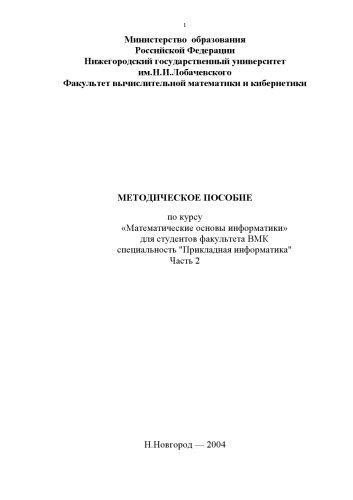 1
Министерство образования
Российской Федерации
Нижегородский государственный университет
им.Н.И.Лобачевского
Факультет вычислительной математики и кибернетики
МЕТОДИЧЕСКОЕ ПОСОБИЕ
по курсу
«Математические основы информатики»
для студентов факультета ВМК
специальность "Прикладная информатика"
Часть 2
Н.Новгород — 2004